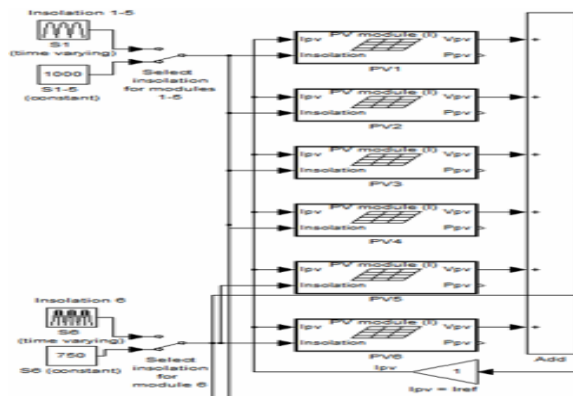 Insolation 1-5
S1
(time varying)
1000
S1-5
(constant)
Select
insolation
for modules
1-5
PV module (I)
Ipv
Vpv
Insolation
Ppv
PV1
PV module (I)
Ipv
Vpv
Insolation
Ppv
PV2
PV module (I)
Ipv
Vpv
Insolation
Ppv
PV3
PV module (I)
Ipv
Vpv
Insolation
Ppv
PV4
PV module (I)
Ipv
Vpv
Insolation
Ppv
PV5
Insolation 6
S6
(time varying)
750
S6 (constant)
Select
insolation
for
module 6
PV module (I)
Ipv
Vpv
Insolation
Ppv
PV6
Add
Ipv
1
Ipv = Iref